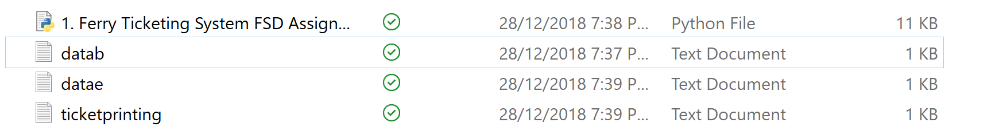 1. Ferry Ticketing System FSD Assign... 28/12/2018 7:38 P... Python File 11 KB
datab 28/12/2018 7:37 P... Text Document 1 KB
datae 28/12/2018 7:39 P... Text Document 1 KB
ticketprinting 28/12/2018 7:39 P... Text Document 1 KB